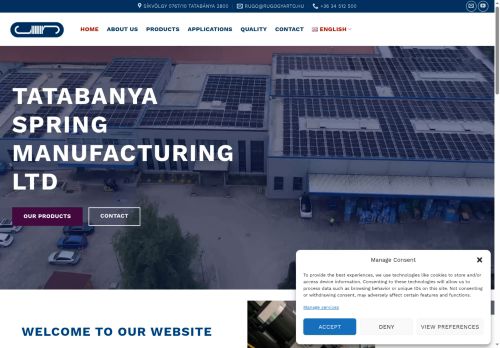 SÍKVÖLGY 0767/10 TATABÁNYA 2800 RUGO@RUGOGYARTO.HU +36 34 512 500
HOME ABOUT US PRODUCTS APPLICATIONS QUALITY CONTACT ENGLISH
TATABANYA
SPRING
MANUFACTURING
LTD
OUR PRODUCTS CONTACT
Manage Consent
To provide the best experiences, we use technologies like cookies to store and/or
access device information. Consenting to these technologies will allow us to
process data such as browsing behavior or unique IDs on this site. Not consenting
or withdrawing consent, may adversely affect certain features and functions.
Manage services
ACCEPT DENY VIEW PREFERENCES
WELCOME TO OUR WEBSITE